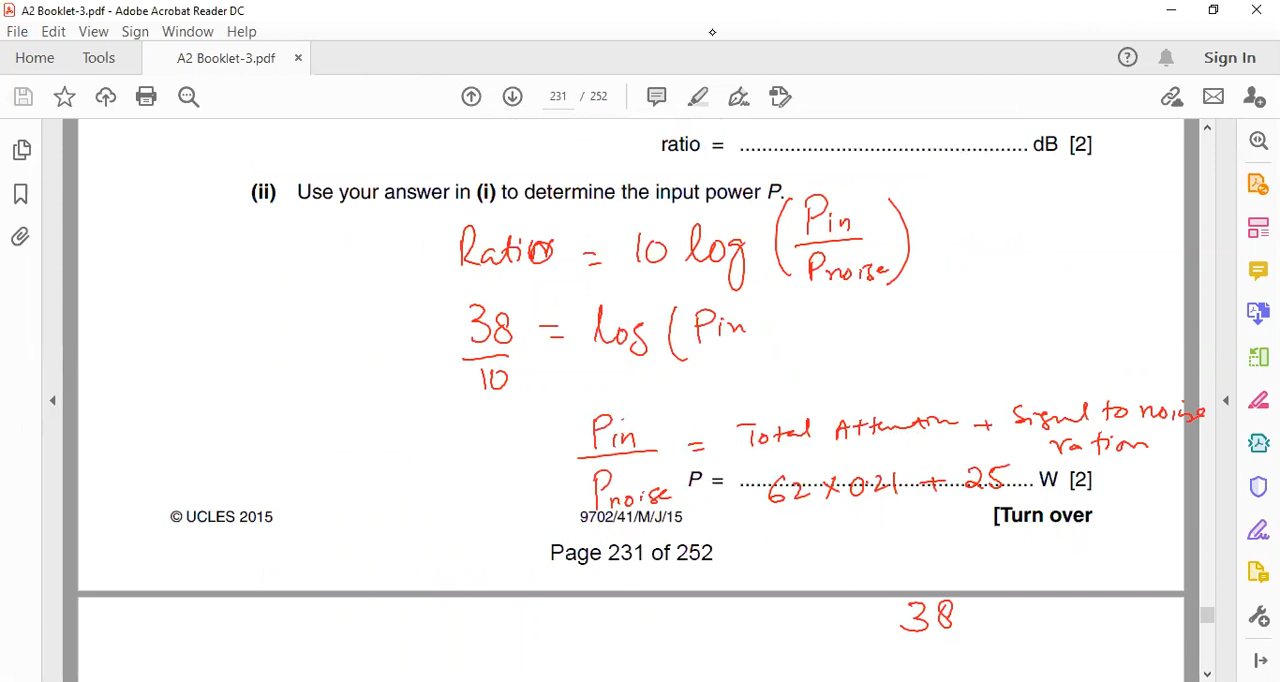 A2 Booklet-3.pdf - Adobe Acrobat Reader DC
File Edit View Sign Window Help
Home Tools A2 Booklet-3.pdf × Sign In
231 / 252
ratio = ................................................ dB [2]
(ii) Use your answer in (i) to determine the input power P.
Ratio = 10 log (Pin / Pnoise)
38 / 10 = log (Pin
Pin / Pnoise = Total Attention + Signal to noise
ration
62 × 0.21 + 25
P = ................................................ W [2]
© UCLES 2015 9702/41/M/J/15 [Turn over
Page 231 of 252
38